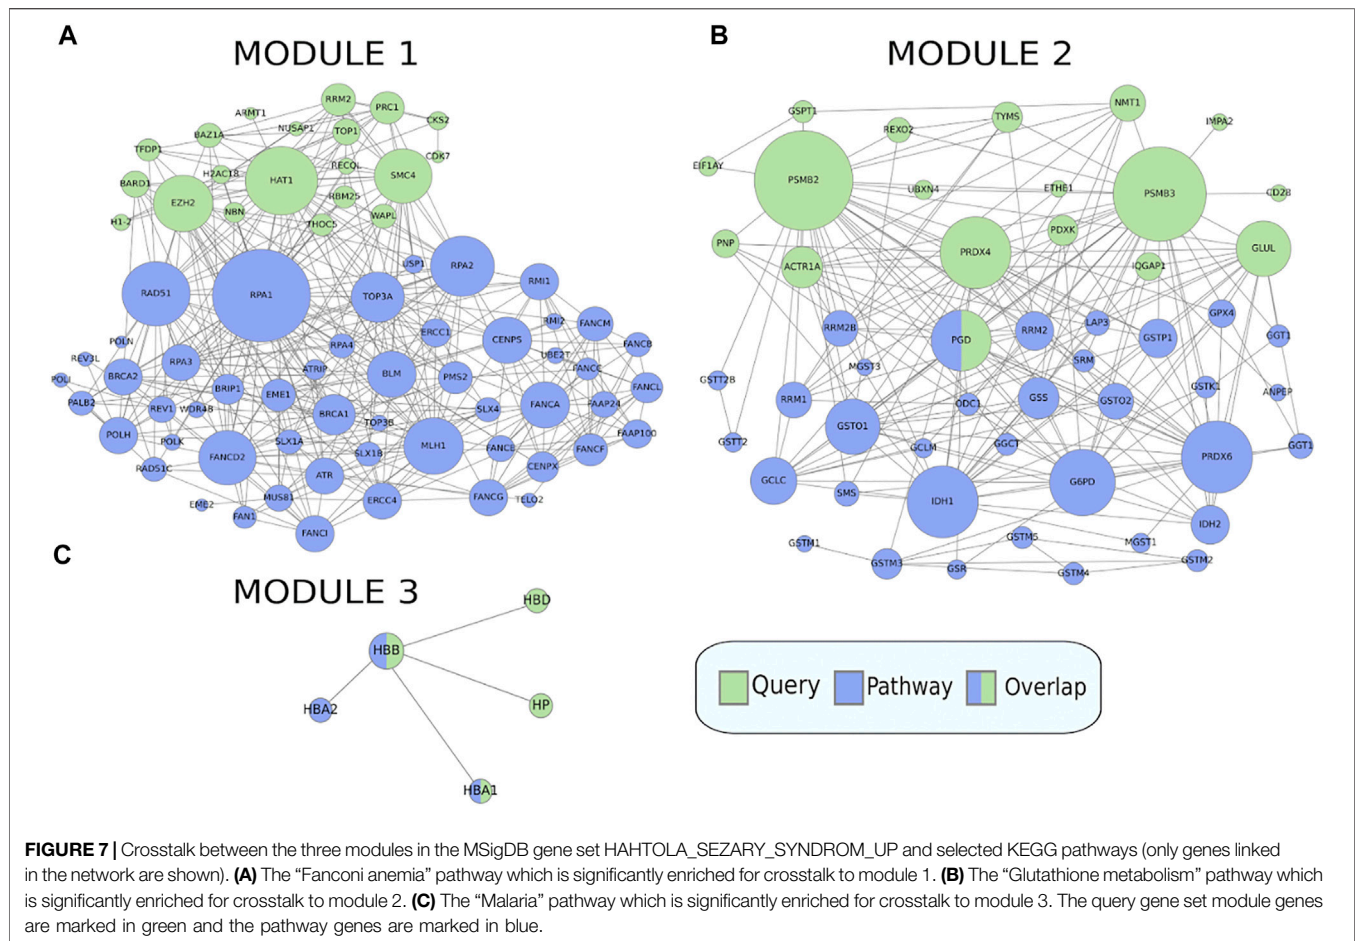 A
MODULE 1
ARMT1
RRM2
PRC1
NUSAP1
TOP1
CKS2
BAZ1A
TFDP1
CDK7
RECQL
H2AC18
HAT1
SMC4
BARD1
EZH2
RBM25
NBN
WAPL
H1-2
THOC5
USP1
RPA2
RAD51
RPA1
TOP3A
RMI1
RMI2
FANCM
ERCC1
CENPS
FANCB
POLN
RPA4
UBE2T
REV3L
RPA3
ATRIP
FANCC
POLI
BRCA2
BLM
PMS2
FANCL
BRIP1
EME1
PALB2
REV1
WDR48
BRCA1
SLX4
FANCA
FAAP24
TOP3B
POLH
POLK
SLX1A
MLH1
FANCE
FANCF
FAAP100
RAD51C
FANCD2
SLX1B
CENPX
ATR
EME2
MUS81
ERCC4
FANCG
TELO2
FAN1
FANCI
B
MODULE 2
GSPT1
NMT1
REXO2
TYMS
IMPA2
EIF1AY
PSMB2
UBXN4
ETHE1
PSMB3
CD28
PNP
PDXK
GLUL
ACTR1A
PRDX4
IQGAP1
RRM2B
PGD
RRM2
LAP3
GSTP1
GPX4
GGT1
MGST3
SRM
GSTT2B
RRM1
ODC1
GSS
GSTO2
GSTK1
ANPEP
GSTT2
GSTO1
GCLM
GGCT
GGT1
PRDX6
GCLC
SMS
IDH1
G6PD
IDH2
GSTM1
GSTM5
MGST1
GSTM3
GSR
GSTM4
GSTM2
C
MODULE 3
HBD
HBB
HBA2
HP
HBA1
Query
Pathway
Overlap
FIGURE 7 | Crosstalk between the three modules in the MSigDB gene set HAHTOLA_SEZARY_SYNDROM_UP and selected KEGG pathways (only genes linked
in the network are shown). (A) The “Fanconi anemia” pathway which is significantly enriched for crosstalk to module 1. (B) The “Glutathione metabolism” pathway which
is significantly enriched for crosstalk to module 2. (C) The “Malaria” pathway which is significantly enriched for crosstalk to module 3. The query gene set module genes
are marked in green and the pathway genes are marked in blue.